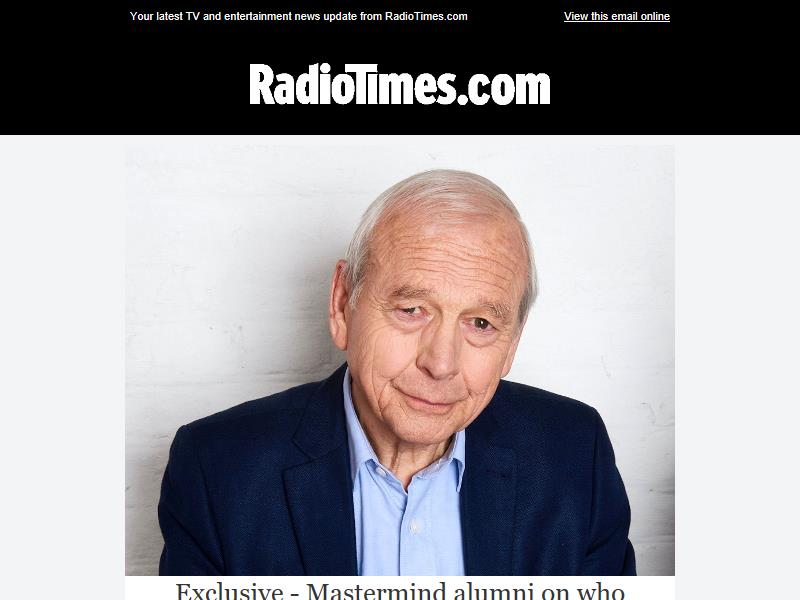 Your latest TV and entertainment news update from RadioTimes.com
View this email online
RadioTimes.com
Exclusive - Mastermind alumni on who